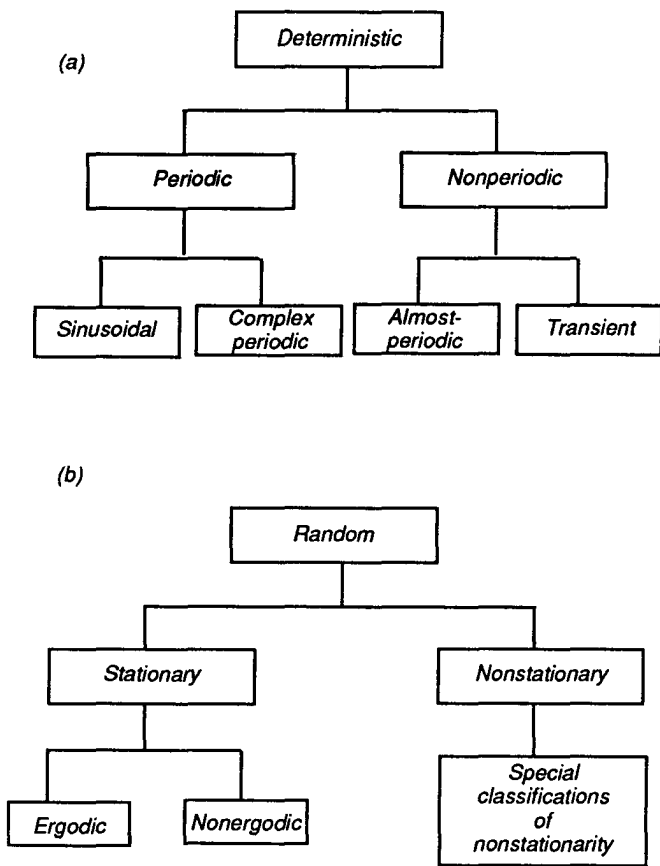 (a)
Deterministic
Periodic
Nonperiodic
Sinusoidal
Complex
periodic
Almost-
periodic
Transient
(b)
Random
Stationary
Nonstationary
Ergodic
Nonergodic
Special
classifications
of
nonstationarity